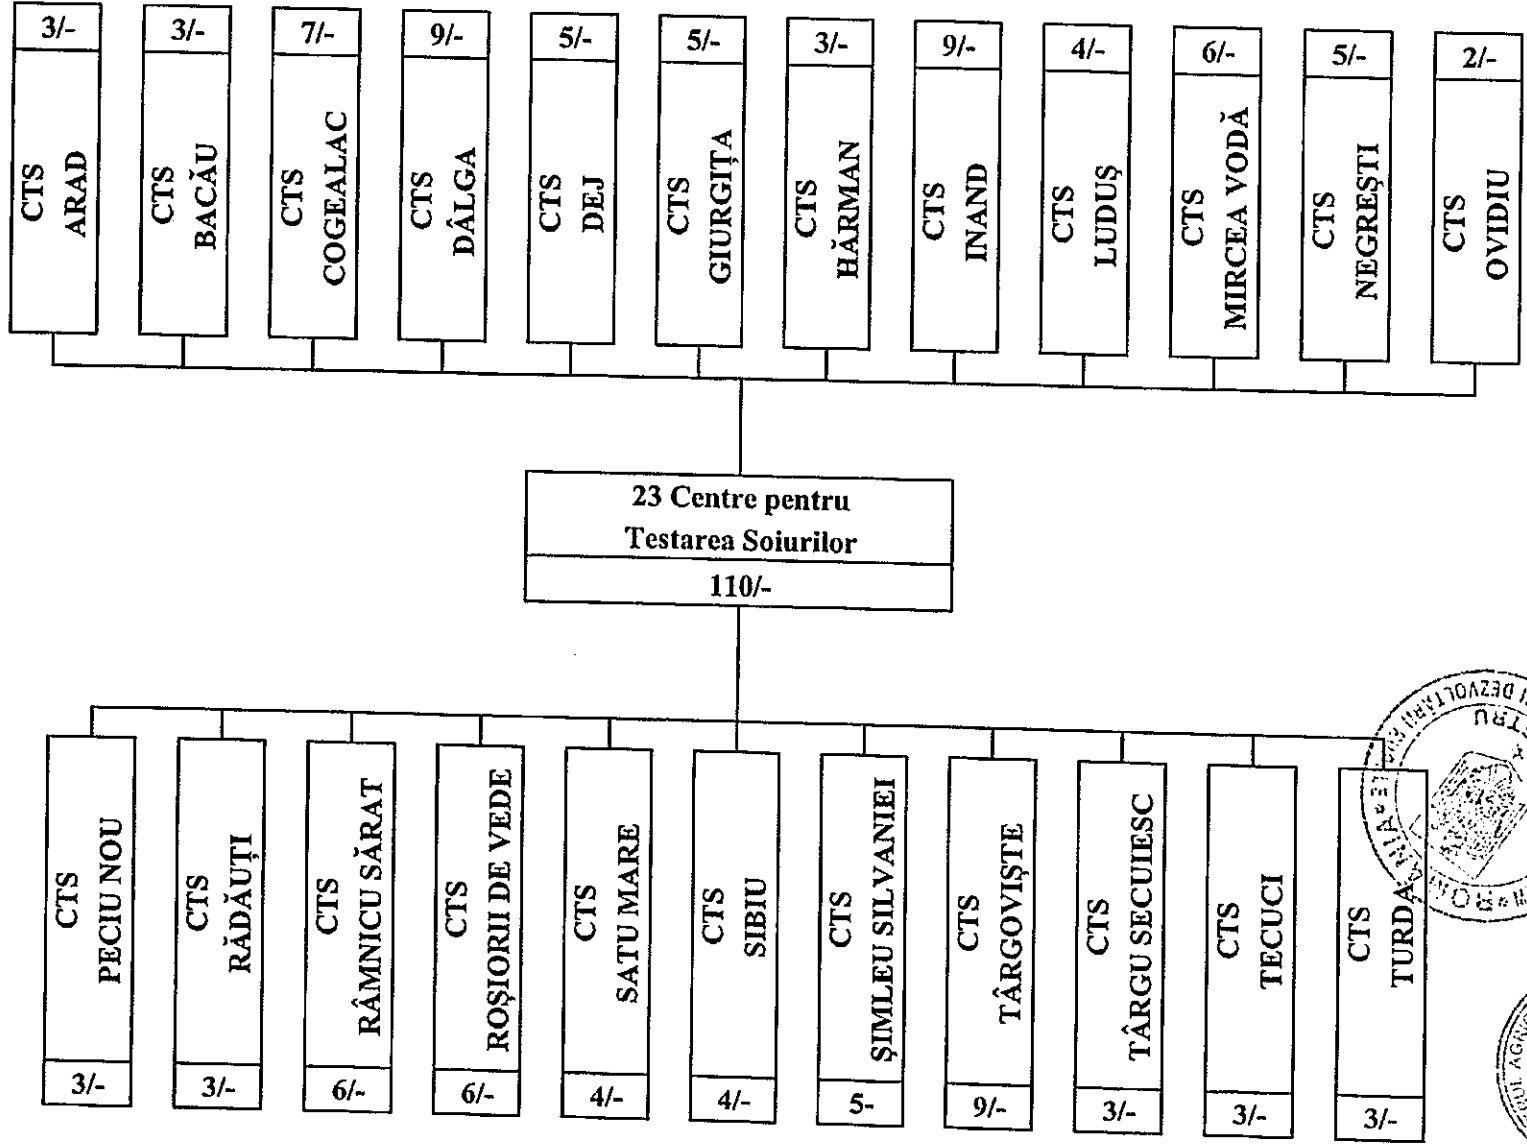 3/-
CTS
ARAD
3/-
CTS
BACĂU
7/-
CTS
COGEALAC
9/-
CTS
DÂLGA
5/-
CTS
DEJ
5/-
CTS
GIURGIȚA
3/-
CTS
HĂRMAN
9/-
CTS
INAND
4/-
CTS
LUDUȘ
6/-
CTS
MIRCEA VODĂ
5/-
CTS
NEGREȘTI
2/-
CTS
OVIDIU
23 Centre pentru
Testarea Soiurilor
110/-
CTS
PECIU NOU
3/-
CTS
RĂDĂUȚI
3/-
CTS
RÂMNICU SĂRAT
6/-
CTS
ROȘIORII DE VEDE
6/-
CTS
SATU MARE
4/-
CTS
SIBIU
4/-
CTS
ȘIMLEU SILVANIEI
5-
CTS
TÂRGOVIȘTE
9/-
CTS
TÂRGU SECUIESC
3/-
CTS
TECUCI
3/-
CTS
TURDA
3/-